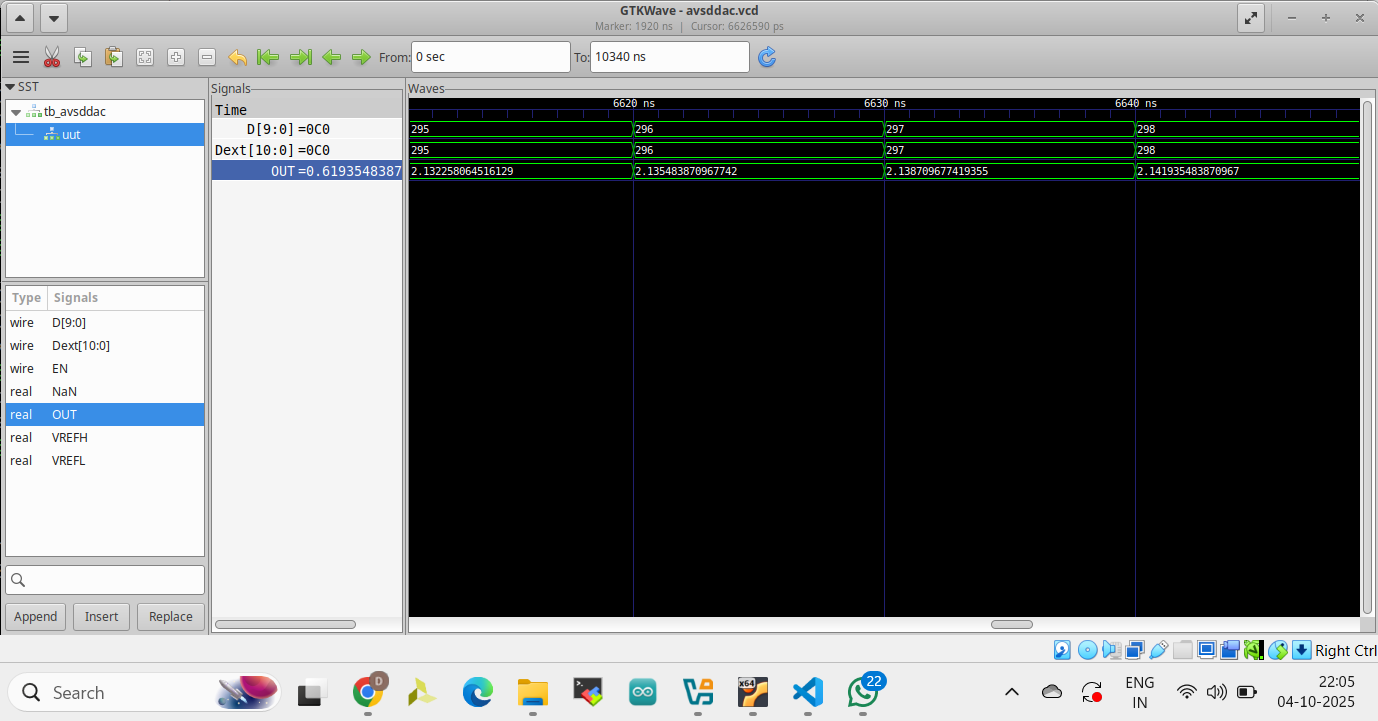 GTKWave - avsddac.vcd
Marker: 1920 ns | Cursor: 6626590 ps
From: 0 sec To: 10340 ns
SST
tb_avsddac
uut
Type Signals
wire D[9:0]
wire Dext[10:0]
wire EN
real NaN
real OUT
real VREFH
real VREFL
Append Insert Replace
Signals
Time
D[9:0] =0C0
Dext[10:0] =0C0
OUT =0.6193548387
Waves
6620 ns 6630 ns 6640 ns
295 296 297 298
295 296 297 298
2.132258064516129 2.135483870967742 2.138709677419355 2.141935483870967
Right Ctrl
Search
D
x64
22
ENG
IN
22:05
04-10-2025